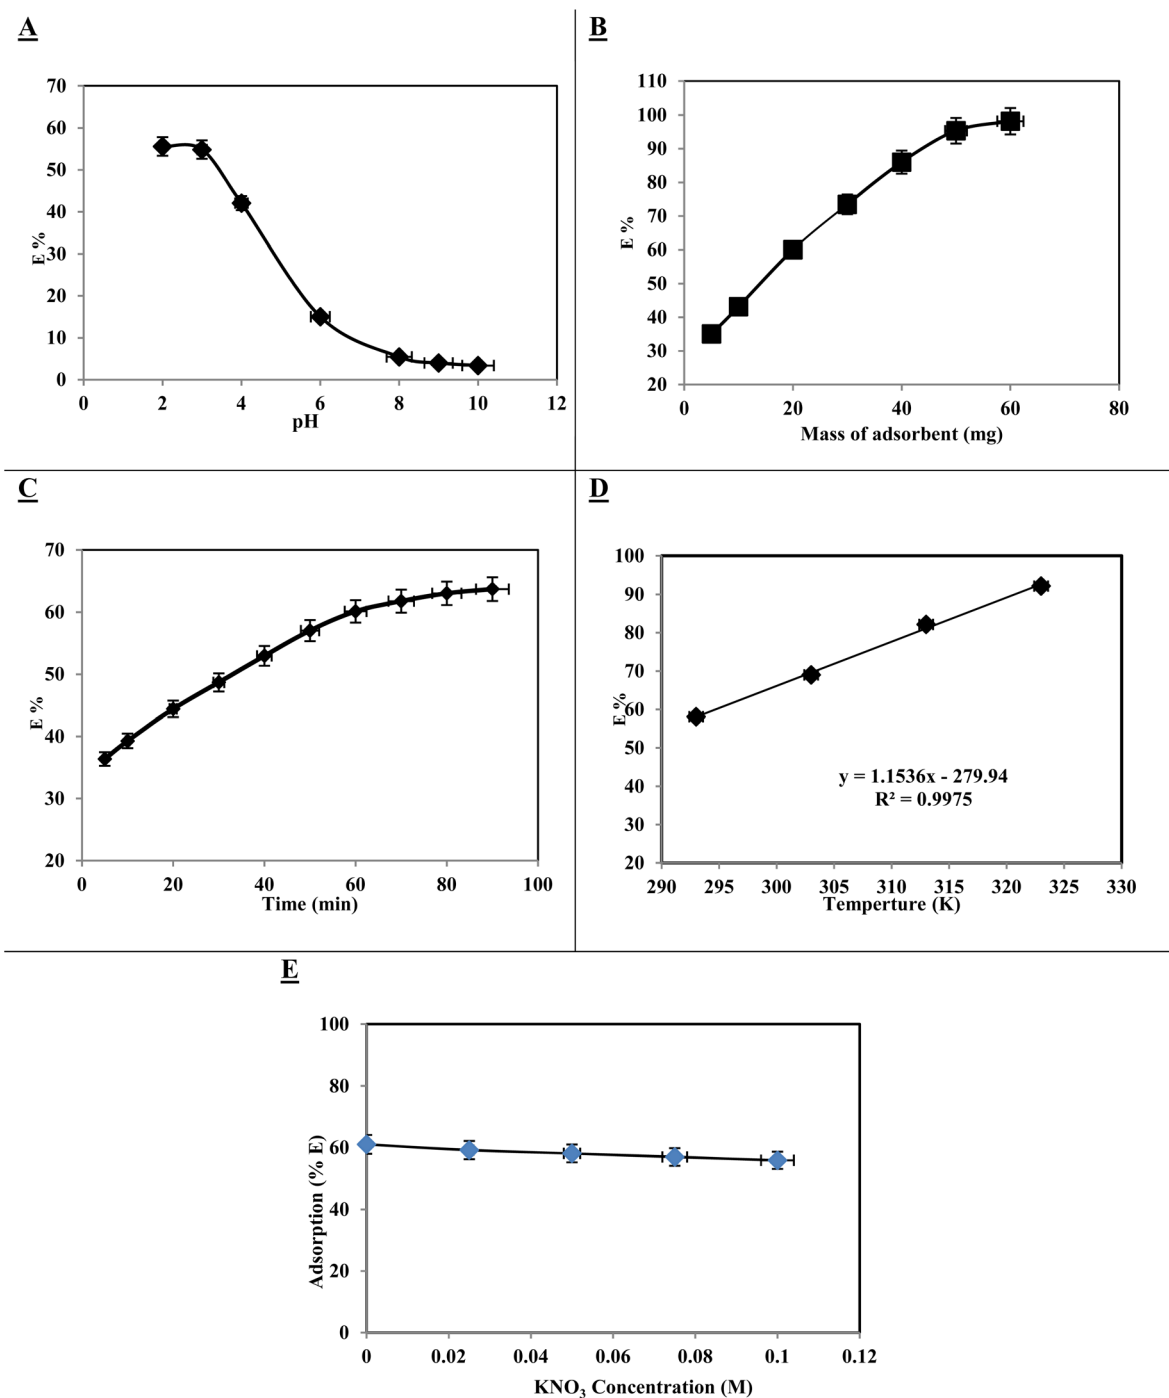 A
B
70
60
50
40
30
20
10
0
E %
0 2 4 6 8 10 12
pH
110
100
90
80
70
60
50
40
30
20
E %
0 20 40 60 80
Mass of adsorbent (mg)
C
D
70
60
50
40
30
20
E %
0 20 40 60 80 100
Time (min)
100
90
80
70
60
50
40
30
20
E %
y = 1.1536x - 279.94
R² = 0.9975
290 295 300 305 310 315 320 325 330
Temperture (K)
E
100
80
60
40
20
0
Adsorption (% E)
0 0.02 0.04 0.06 0.08 0.1 0.12
KNO₃ Concentration (M)